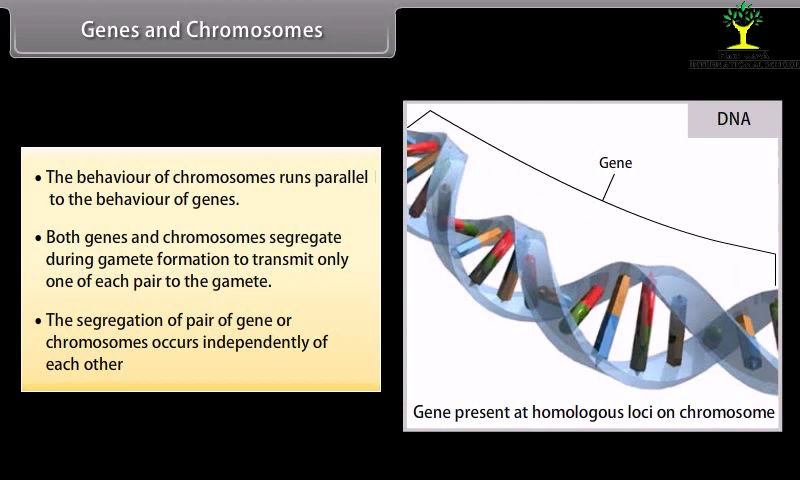 Genes and Chromosomes
• The behaviour of chromosomes runs parallel
to the behaviour of genes.
• Both genes and chromosomes segregate
during gamete formation to transmit only
one of each pair to the gamete.
• The segregation of pair of gene or
chromosomes occurs independently of
each other
DNA
Gene
Gene present at homologous loci on chromosome